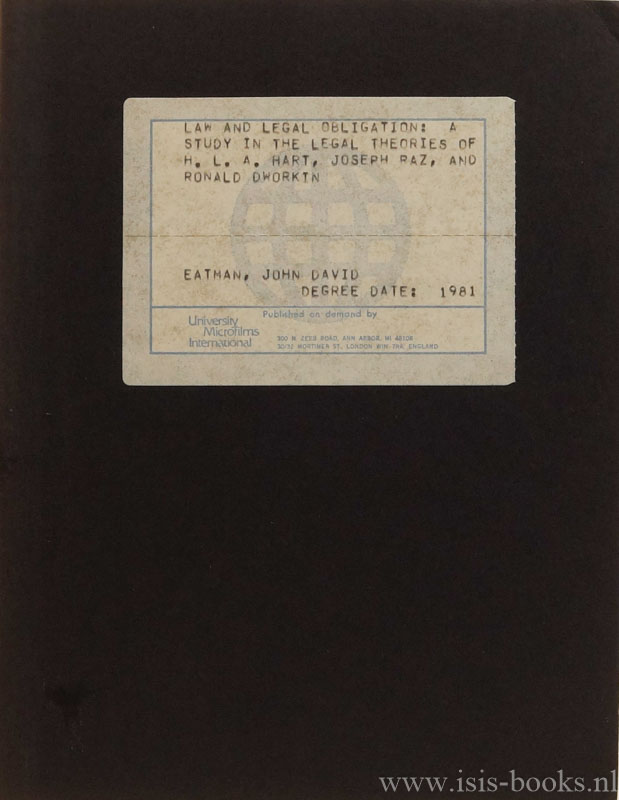 LAW AND LEGAL OBLIGATION: A
STUDY IN THE LEGAL THEORIES OF
H. L. A. HART, JOSEPH RAZ, AND
RONALD DWORKIN
EATMAN, JOHN DAVID
DEGREE DATE: 1981
Published on demand by
University
Microfilms
International
300 N. ZEEB ROAD, ANN ARBOR, MI 48106
30/32 MORTIMER ST. LONDON W1N 7RA, ENGLAND
www.isis-books.nl